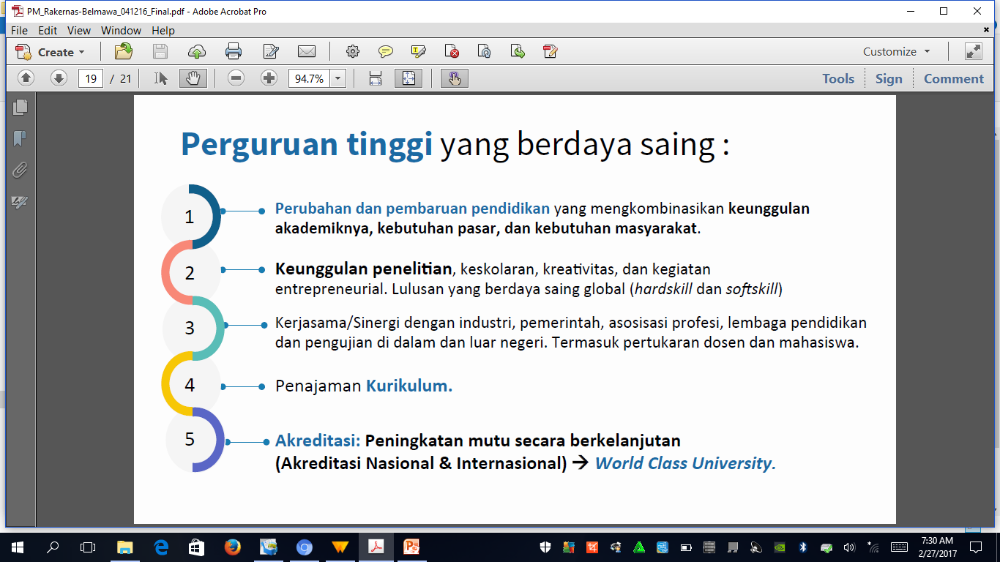 PM_Rakernas-Belmawa_041216_Final.pdf - Adobe Acrobat Pro
File Edit View Window Help
Create Customize
19 / 21 94.7% Tools Sign Comment
Perguruan tinggi yang berdaya saing :
1
Perubahan dan pembaruan pendidikan yang mengkombinasikan keunggulan
akademiknya, kebutuhan pasar, dan kebutuhan masyarakat.
2
Keunggulan penelitian, keskolaran, kreativitas, dan kegiatan
entrepreneurial. Lulusan yang berdaya saing global (hardskill dan softskill)
3
Kerjasama/Sinergi dengan industri, pemerintah, asosisasi profesi, lembaga pendidikan
dan pengujian di dalam dan luar negeri. Termasuk pertukaran dosen dan mahasiswa.
4
Penajaman Kurikulum.
5
Akreditasi: Peningkatan mutu secara berkelanjutan
(Akreditasi Nasional & Internasional) → World Class University.
7:30 AM
2/27/2017